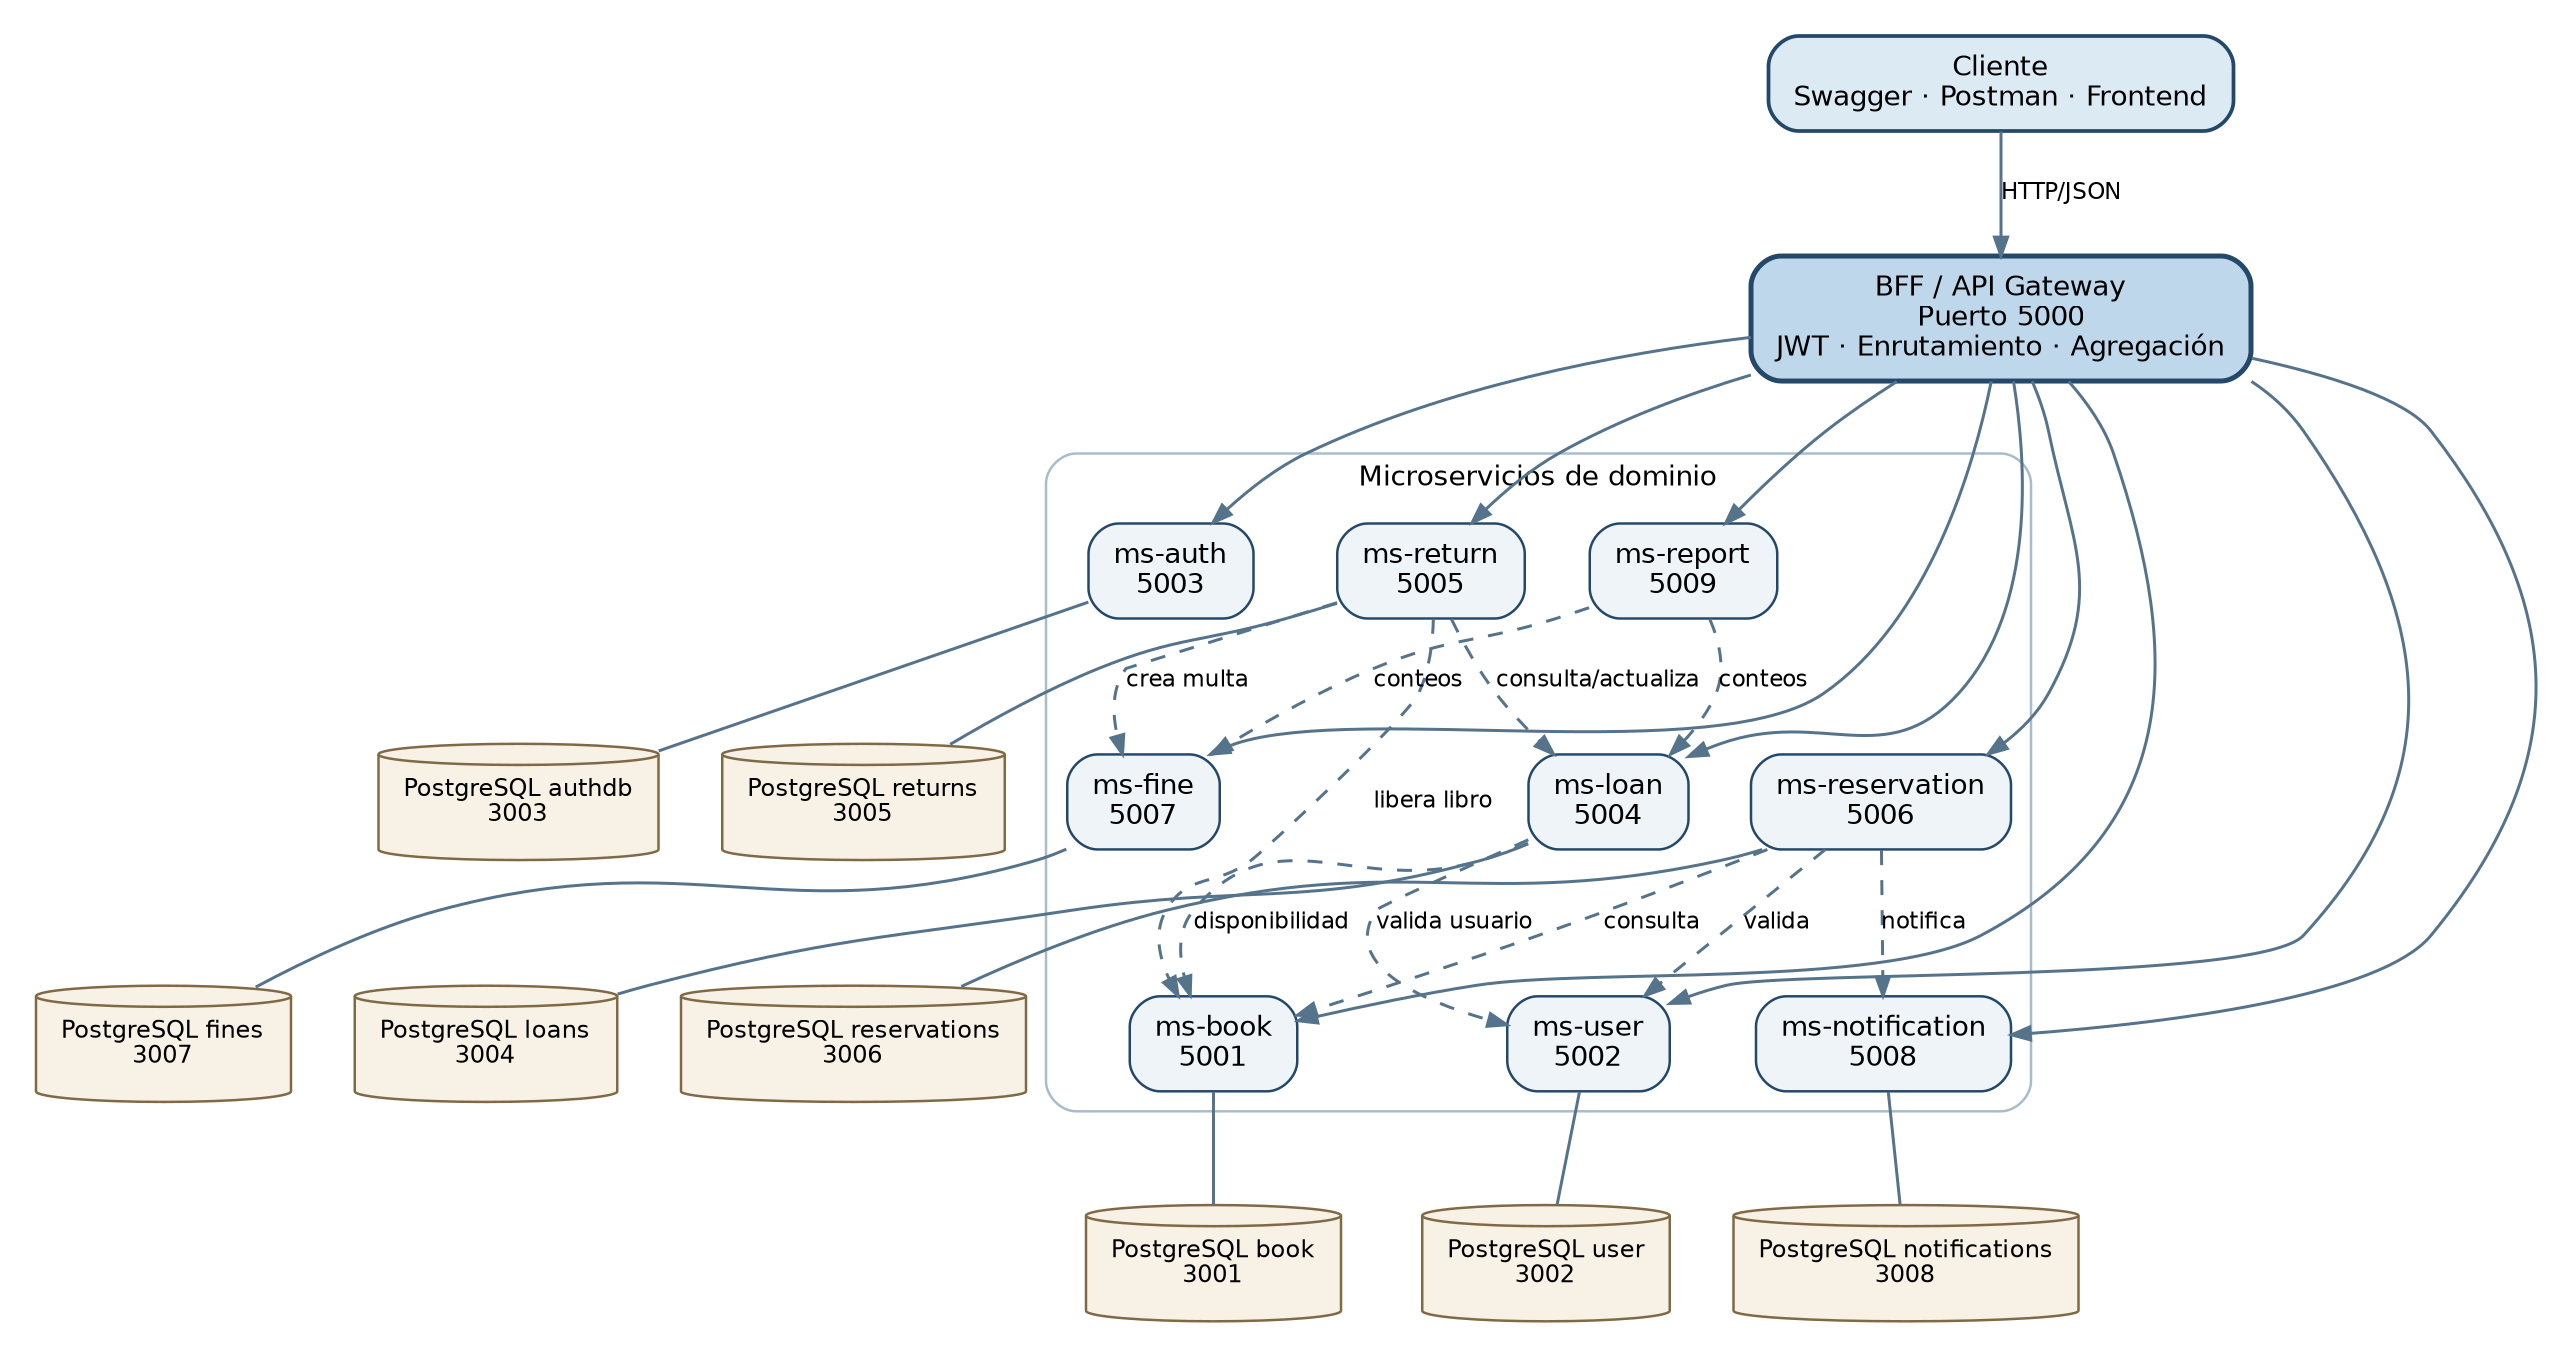 Cliente
Swagger · Postman · Frontend
HTTP/JSON
BFF / API Gateway
Puerto 5000
JWT · Enrutamiento · Agregación
Microservicios de dominio
ms-auth
5003
ms-return
5005
ms-report
5009
crea multa
conteos
consulta/actualiza
conteos
PostgreSQL authdb
3003
PostgreSQL returns
3005
ms-fine
5007
libera libro
ms-loan
5004
ms-reservation
5006
disponibilidad
valida usuario
consulta
valida
notifica
PostgreSQL fines
3007
PostgreSQL loans
3004
PostgreSQL reservations
3006
ms-book
5001
ms-user
5002
ms-notification
5008
PostgreSQL book
3001
PostgreSQL user
3002
PostgreSQL notifications
3008